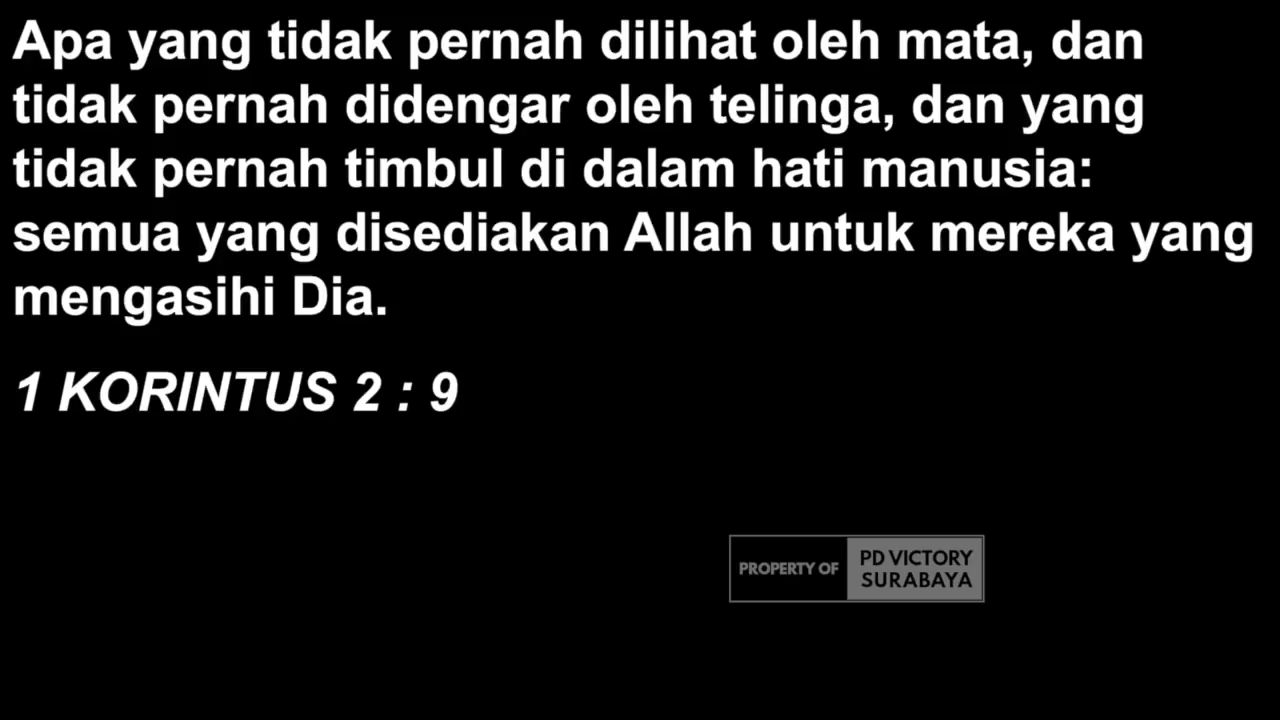 Apa yang tidak pernah dilihat oleh mata, dan
tidak pernah didengar oleh telinga, dan yang
tidak pernah timbul di dalam hati manusia:
semua yang disediakan Allah untuk mereka yang
mengasihi Dia.
1 KORINTUS 2 : 9
PROPERTY OF
PD VICTORY
SURABAYA